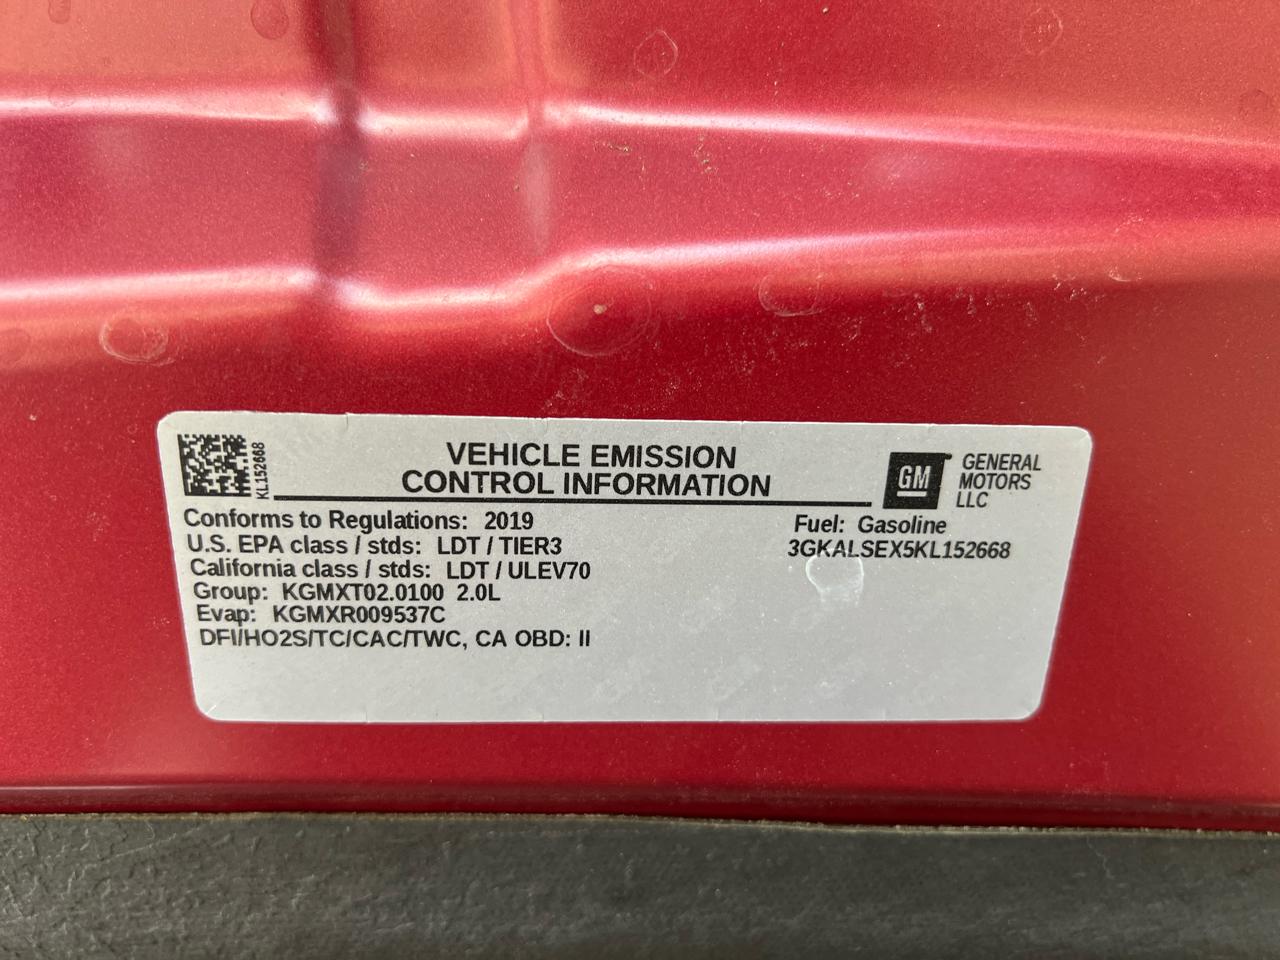 KL152668
VEHICLE EMISSION
CONTROL INFORMATION
GM
GENERAL
MOTORS
LLC
Conforms to Regulations: 2019
U.S. EPA class / stds: LDT / TIER3
California class / stds: LDT / ULEV70
Group: KGMXT02.0100 2.0L
Evap: KGMXR009537C
DFI/HO2S/TC/CAC/TWC, CA OBD: II
Fuel: Gasoline
3GKALSEX5KL152668